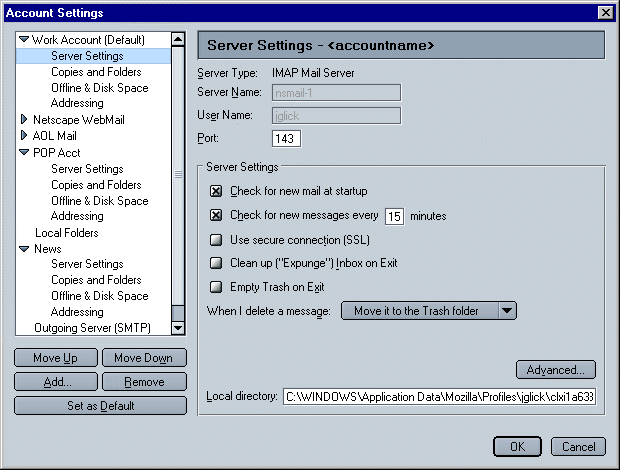 Account Settings
Work Account (Default)
Server Settings
Copies and Folders
Offline & Disk Space
Addressing
Netscape WebMail
AOL Mail
POP Acct
Server Settings
Copies and Folders
Offline & Disk Space
Addressing
Local Folders
News
Server Settings
Copies and Folders
Offline & Disk Space
Addressing
Outgoing Server (SMTP)
Move Up
Move Down
Add...
Remove
Set as Default
Server Settings - <accountname>
Server Type: IMAP Mail Server
Server Name: nsmail-1
User Name: jglick
Port: 143
Server Settings
Check for new mail at startup
Check for new messages every 15 minutes
Use secure connection (SSL)
Clean up ("Expunge") Inbox on Exit
Empty Trash on Exit
When I delete a message: Move it to the Trash folder
Advanced...
Local directory: C:\WINDOWS\Application Data\Mozilla\Profiles\jglick\clxi1a63
OK
Cancel